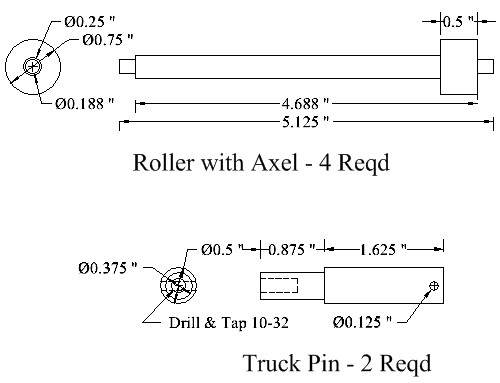 Ø0.25 "
Ø0.75 "
0.5 "
Ø0.188 "
4.688 "
5.125 "
Roller with Axel - 4 Reqd
Ø0.5 "
0.875 "
1.625 "
Ø0.375 "
Drill & Tap 10-32
Ø0.125 "
Truck Pin - 2 Reqd